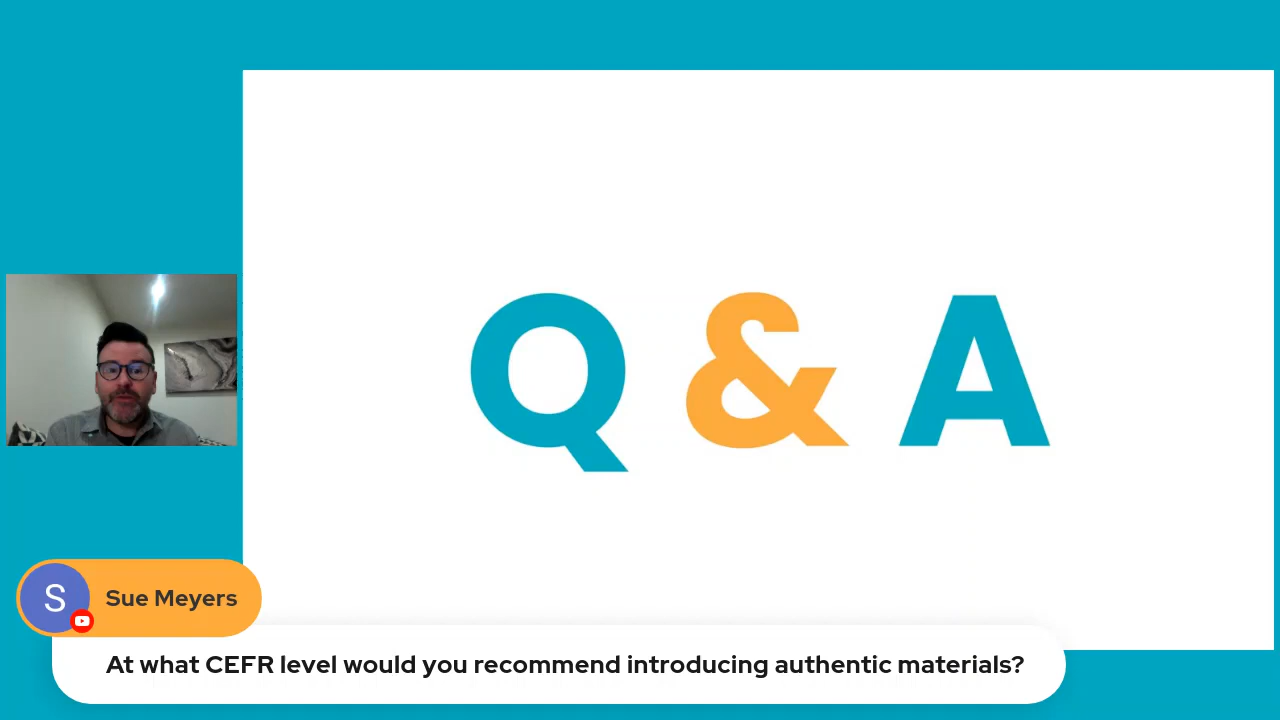 Q & A
S
Sue Meyers
At what CEFR level would you recommend introducing authentic materials?